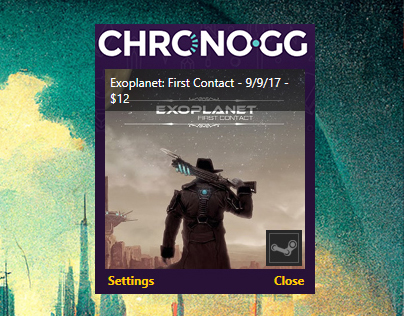 CHRONO.GG
Exoplanet: First Contact - 9/9/17 -
$12
EXOPLANET
FIRST CONTACT
Settings
Close